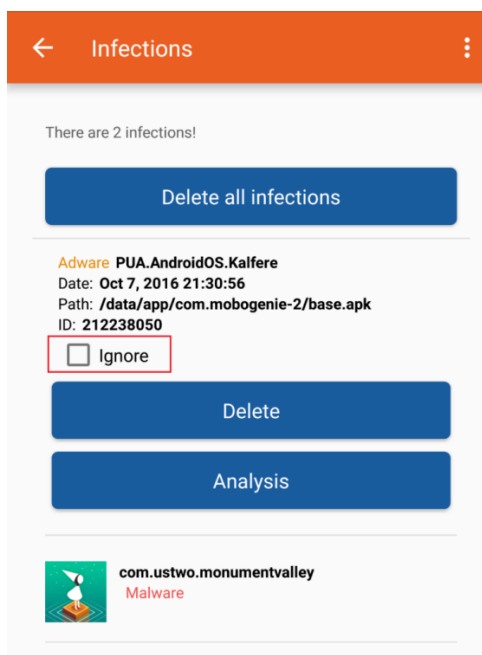 Infections
There are 2 infections!
Delete all infections
Adware PUA.AndroidOS.Kalfere
Date: Oct 7, 2016 21:30:56
Path: /data/app/com.mobogenie-2/base.apk
ID: 212238050
Ignore
Delete
Analysis
com.ustwo.monumentvalley
Malware